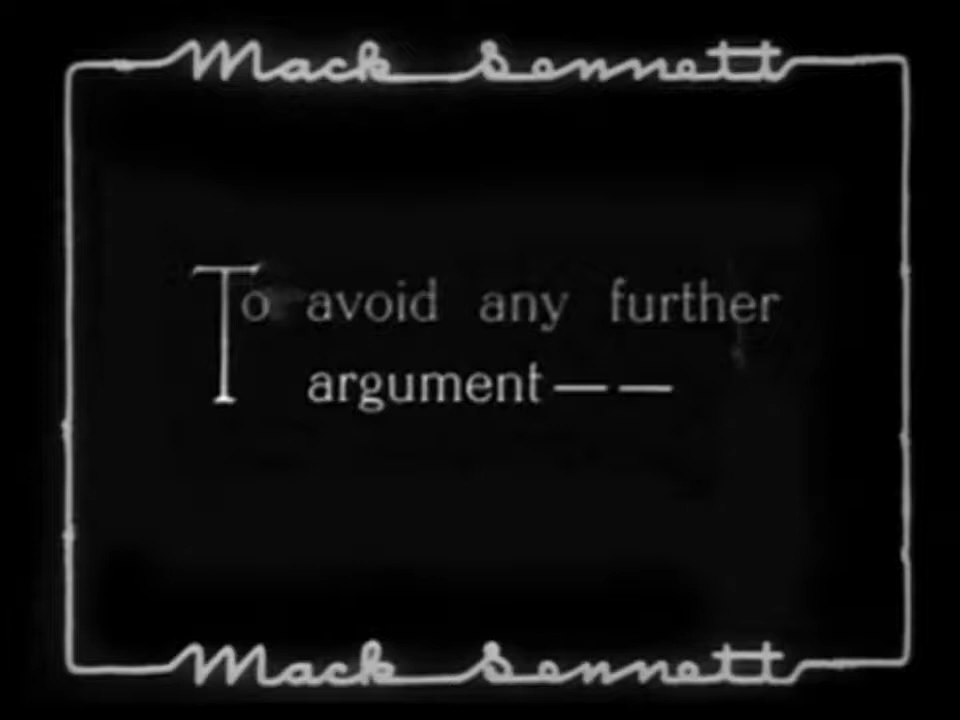 Mack Sennett
To avoid any further
argument — —
Mack Sennett